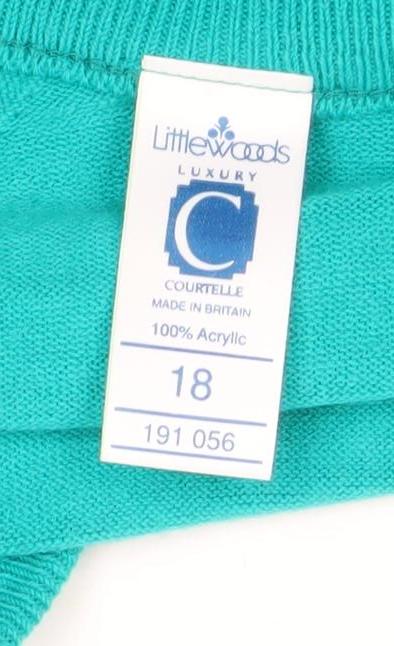 Littlewoods
LUXURY
C
COURTELLE
MADE IN BRITAIN
100% Acrylic
18
191 056